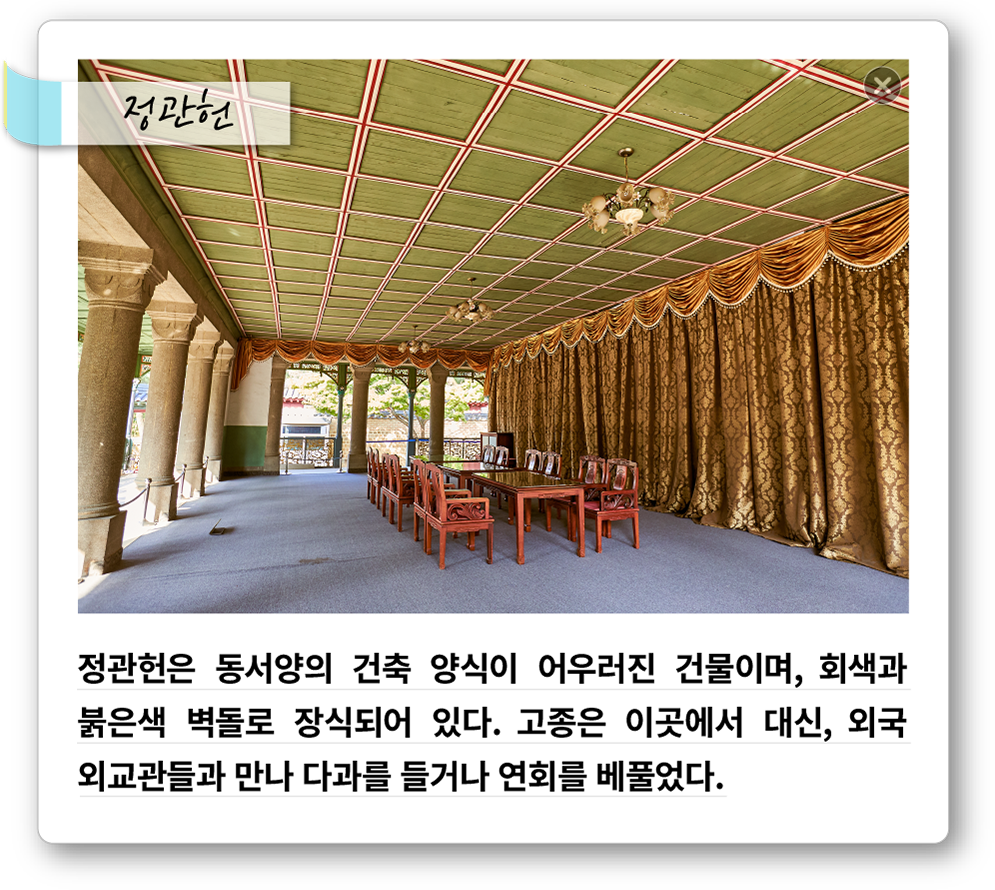 정관헌
정관헌은 동서양의 건축 양식이 어우러진 건물이며, 회색과
붉은색 벽돌로 장식되어 있다. 고종은 이곳에서 대신, 외국
외교관들과 만나 다과를 들거나 연회를 베풀었다.